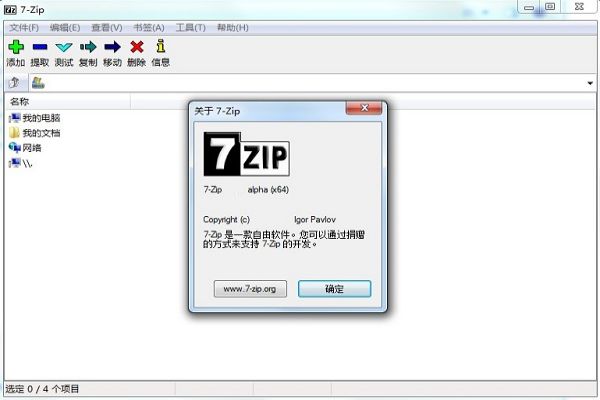 7-Zip
文件(F) 编辑(E) 查看(V) 书签(A) 工具(T) 帮助(H)
添加 提取 测试 复制 移动 删除 信息
名称
我的电脑
我的文档
网络
\\.
关于 7-Zip
7 ZIP
7-Zip alpha (x64)
Copyright (c) Igor Pavlov
7-Zip 是一款自由软件。您可以通过捐赠
的方式来支持 7-Zip 的开发。
www.7-zip.org 确定
选定 0 / 4 个项目